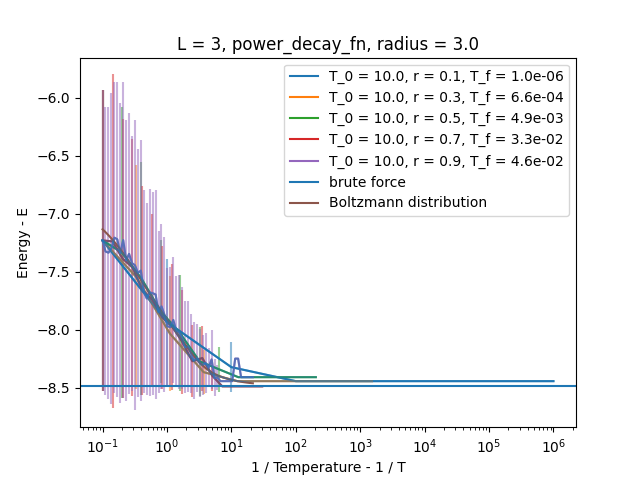 L = 3, power_decay_fn, radius = 3.0
T_0 = 10.0, r = 0.1, T_f = 1.0e-06
T_0 = 10.0, r = 0.3, T_f = 6.6e-04
T_0 = 10.0, r = 0.5, T_f = 4.9e-03
T_0 = 10.0, r = 0.7, T_f = 3.3e-02
T_0 = 10.0, r = 0.9, T_f = 4.6e-02
brute force
Boltzmann distribution
Energy - E
−6.0
−6.5
−7.0
−7.5
−8.0
−8.5
10⁻¹ 10⁰ 10¹ 10² 10³ 10⁴ 10⁵ 10⁶
1 / Temperature - 1 / T